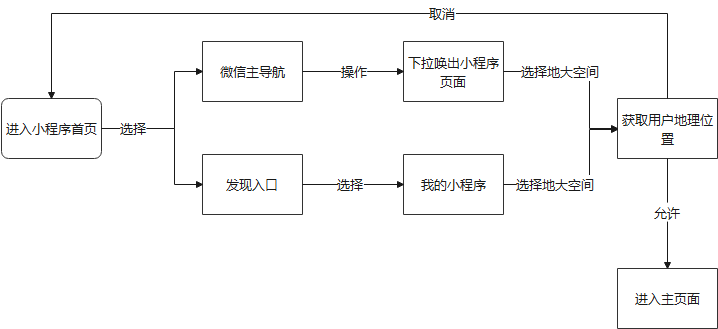 取消
微信主导航
操作
下拉唤出小程序
页面
选择地大空间
进入小程序首页
选择
获取用户地理位
置
发现入口
选择
我的小程序
选择地大空间
允许
进入主页面